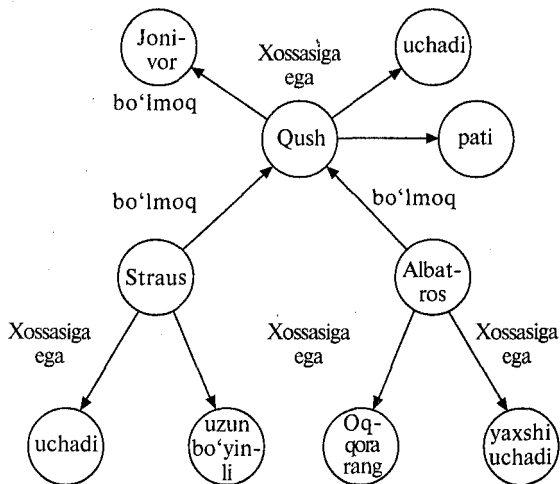 Joni-
vor
Xossasiga
ega
uchadi
bo‘lmoq
Qush
pati
bo‘lmoq
bo‘lmoq
Straus
Albat-
ros
Xossasiga
ega
Xossasiga
ega
Xossasiga
ega
uchadi
uzun
bo‘yin-
li
Oq-
qora
rang
yaxshi
uchadi